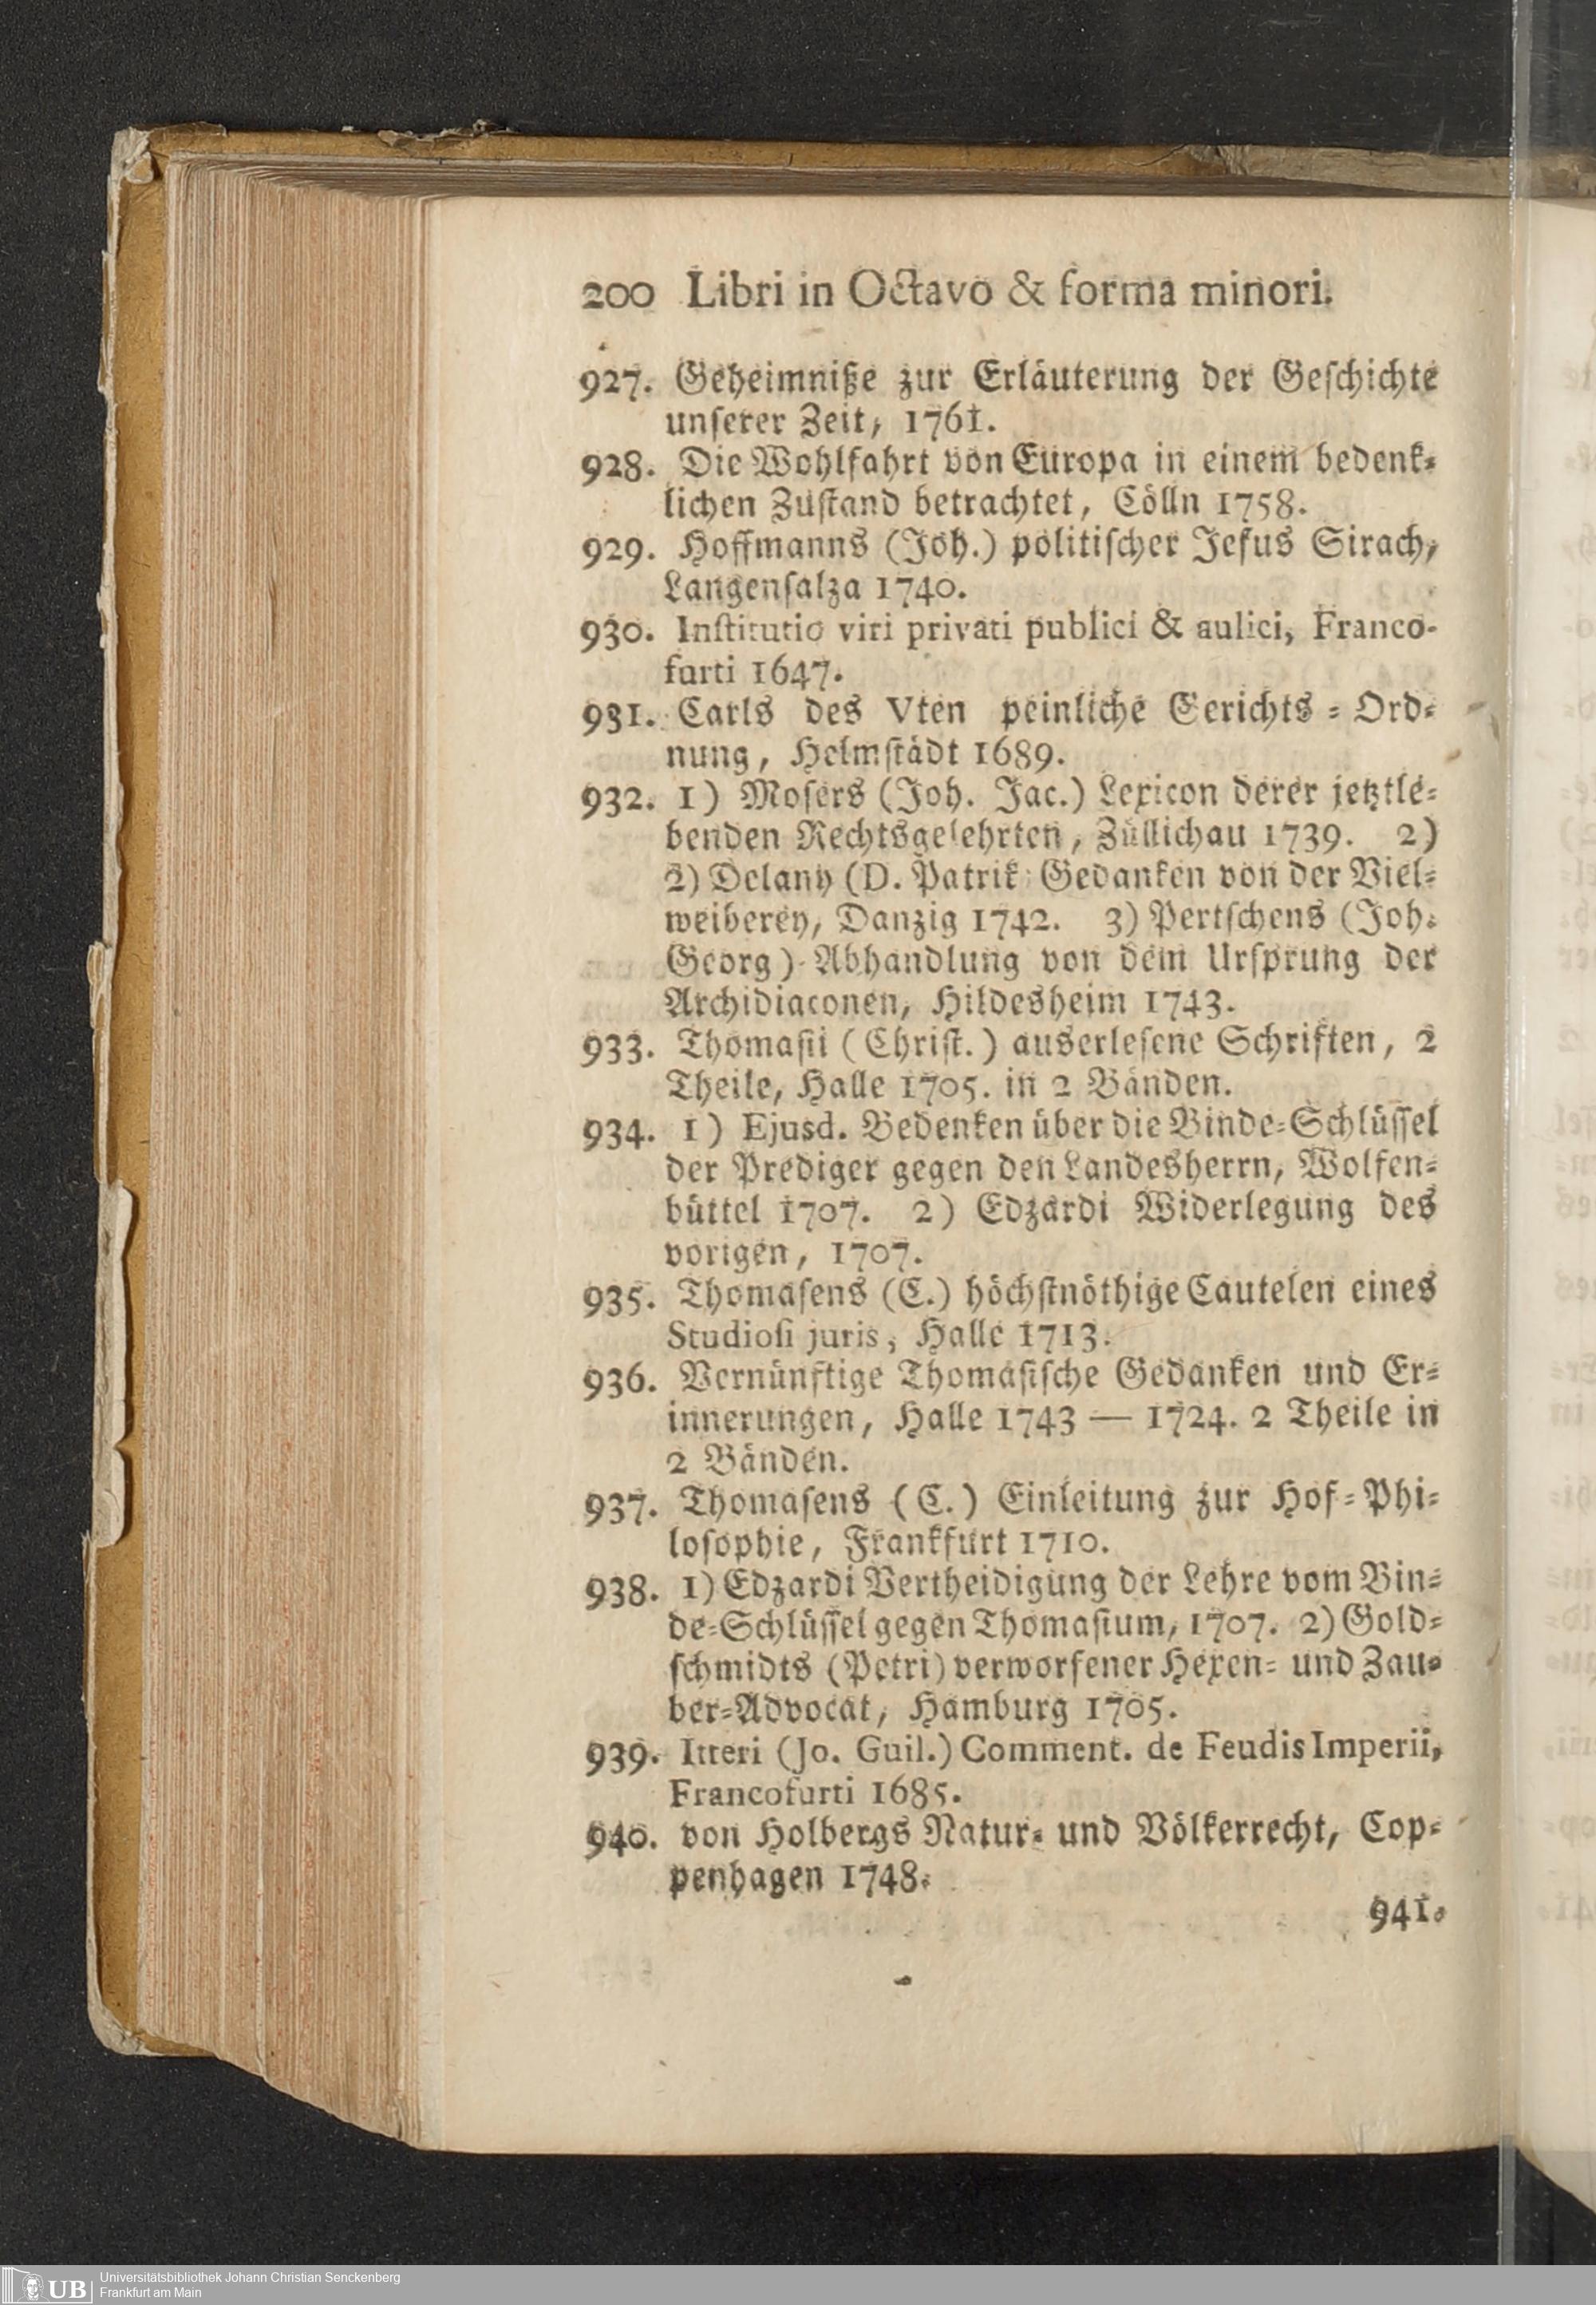 200 Libri in Octavo & forma minori.
927. Geheimniße zur Erläuterung der Geschichte
unserer Zeit, 1761.
928. Die Wohlfahrt von Europa in einem bedenk-
lichen Zustand betrachtet, Cölln 1758.
929. Hoffmanns (Joh.) politischer Jesus Sirach,
Langensalza 1740.
930. Institutio viri privati publici & aulici, Franco-
furti 1647.
931. Carls des Vten peinliche Gerichts-Ord-
nung, Helmstädt 1689.
932. 1) Mosers (Joh. Jac.) Lexicon derer jetztle-
benden Rechtsgelehrten, Züllichau 1739. 2)
2) Delany (D. Patrik Gedanken von der Viel-
weiberey, Danzig 1742. 3) Pertschens (Joh.
Georg) Abhandlung von dem Ursprung der
Archidiaconen, Hildesheim 1743.
933. Thomasii (Christ.) auserlesene Schriften, 2
Theile, Halle 1705. in 2 Bänden.
934. 1) Ejusd. Bedenken über die Binde-Schlüssel
der Prediger gegen den Landesherrn, Wolfen-
büttel 1707. 2) Edzardi Widerlegung des
vorigen, 1707.
935. Thomasens (C.) höchstnöthige Cautelen eines
Studiosi juris, Halle 1713.
936. Vernünftige Thomasische Gedanken und Er-
innerungen, Halle 1743 — 1724. 2 Theile in
2 Bänden.
937. Thomasens (C.) Einleitung zur Hof-Phi-
losophie, Frankfurt 1710.
938. 1) Edzardi Vertheidigung der Lehre vom Bin-
de-Schlüssel gegen Thomasium, 1707. 2) Gold-
schmidts (Petri) verworfener Hexen- und Zau-
ber-Advocat, Hamburg 1705.
939. Itteri (Jo. Guil.) Comment. de Feudis Imperii,
Francofurti 1685.
940. von Holbergs Natur- und Völkerrecht, Cop-
penhagen 1748.
941.
UB
Universitätsbibliothek Johann Christian Senckenberg
Frankfurt am Main